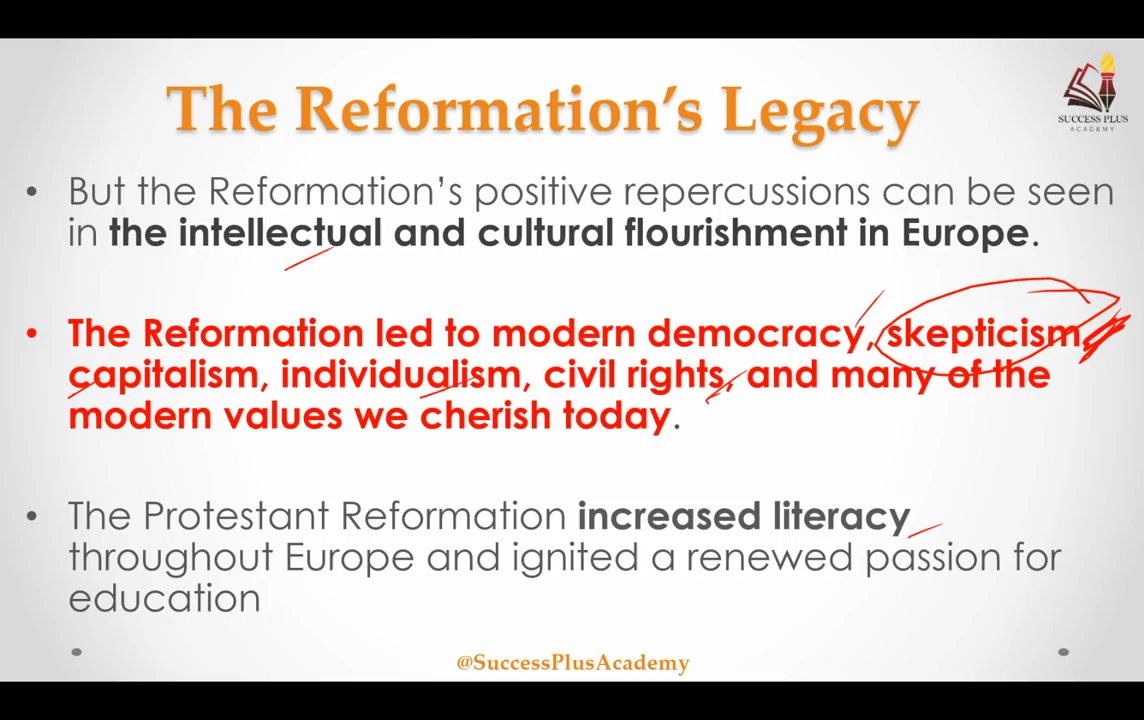 The Reformation's Legacy
SUCCESS PLUS
ACADEMY
• But the Reformation's positive repercussions can be seen
in the intellectual and cultural flourishment in Europe.
• The Reformation led to modern democracy, skepticism,
capitalism, individualism, civil rights, and many of the
modern values we cherish today.
• The Protestant Reformation increased literacy
throughout Europe and ignited a renewed passion for
education
@SuccessPlusAcademy